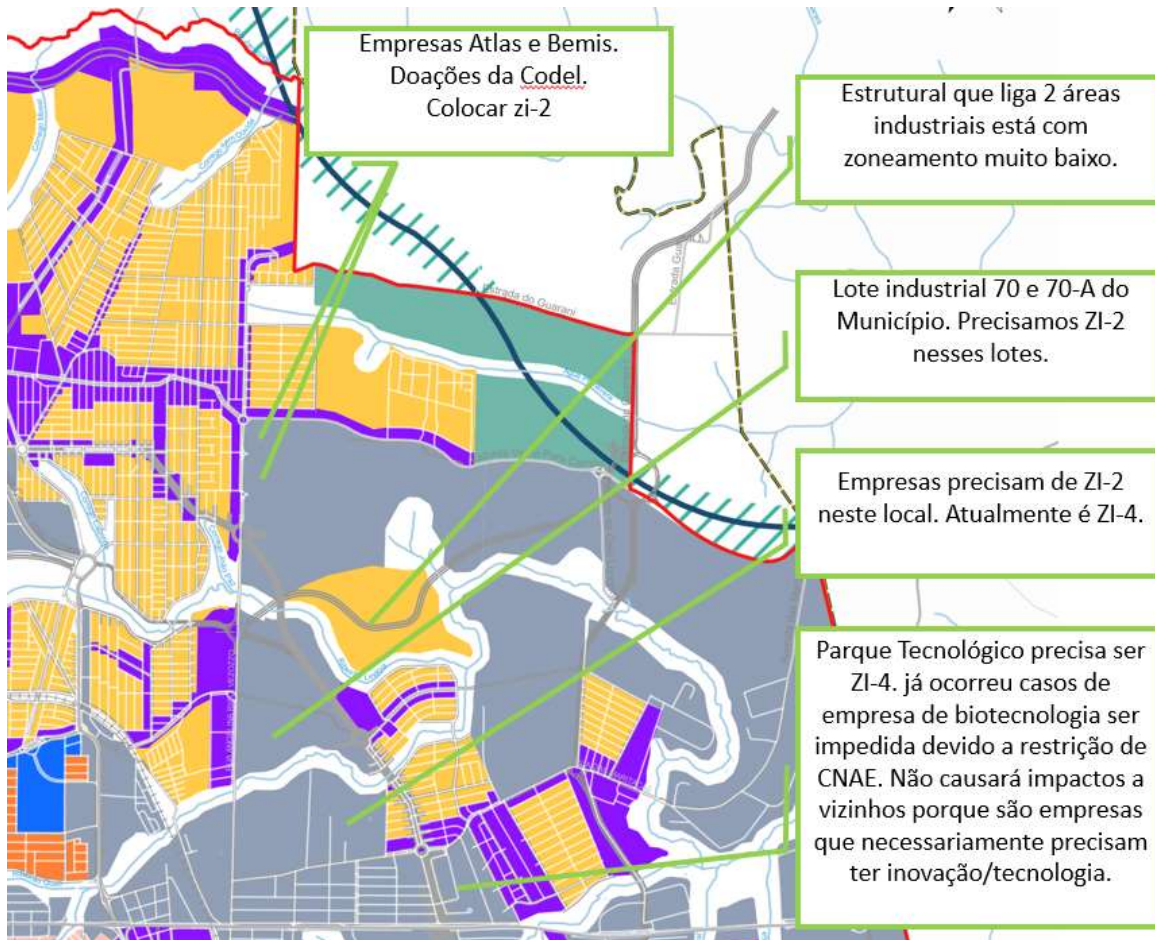 Empresas Atlas e Bemis.
Doações da Codel.
Colocar zi-2
Estrutural que liga 2 áreas
industriais está com
zoneamento muito baixo.
Lote industrial 70 e 70-A do
Município. Precisamos ZI-2
nesses lotes.
Empresas precisam de ZI-2
neste local. Atualmente é ZI-4.
Parque Tecnológico precisa ser
ZI-4. já ocorreu casos de
empresa de biotecnologia ser
impedida devido a restrição de
CNAE. Não causará impactos a
vizinhos porque são empresas
que necessariamente precisam
ter inovação/tecnologia.
Estrada do Guarani